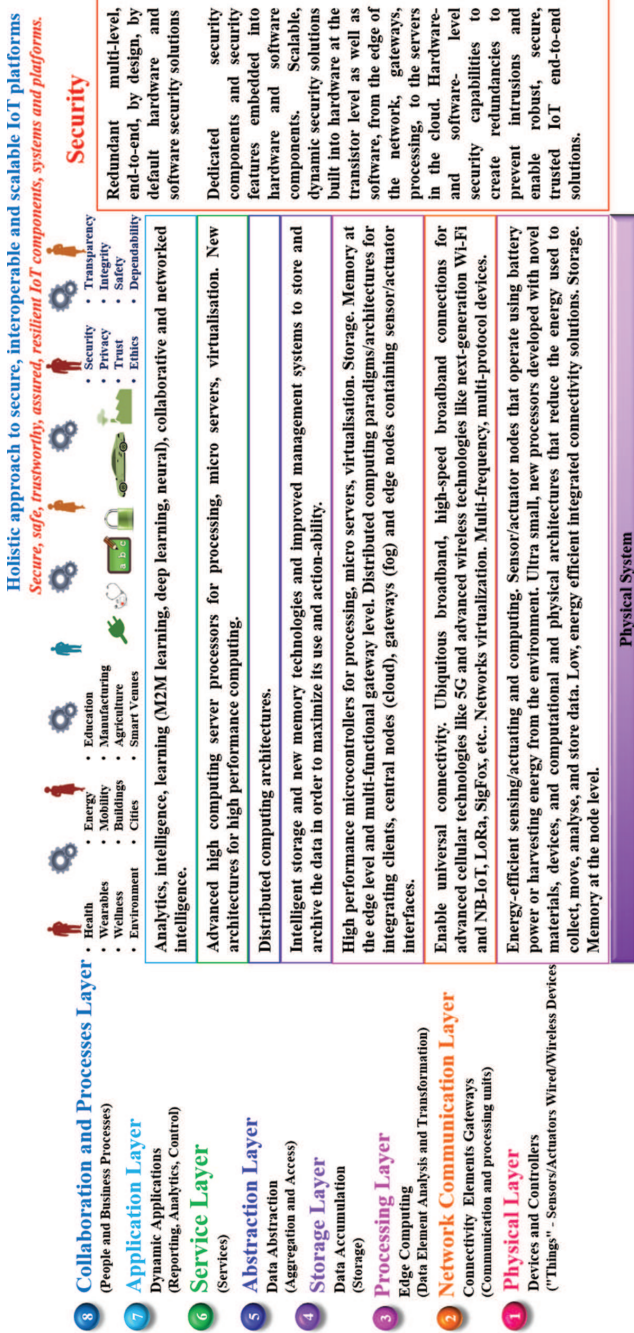 Holistic approach to secure, interoperable and scalable IoT platforms
Secure, safe, trustworthy, assured, resilient IoT components, systems and platforms.
8 Collaboration and Processes Layer
(People and Business Processes)
• Health
• Wearables
• Wellness
• Environment
• Energy
• Mobility
• Buildings
• Cities
• Education
• Manufacturing
• Agriculture
• Smart Venues
a b c
• Security
• Privacy
• Trust
• Ethics
• Transparency
• Integrity
• Safety
• Dependability
7 Application Layer
Dynamic Applications
(Reporting, Analytics, Control)
Analytics, intelligence, learning (M2M learning, deep learning, neural), collaborative and networked
intelligence.
6 Service Layer
(Services)
Advanced high computing server processors for processing, micro servers, virtualisation. New
architectures for high performance computing.
5 Abstraction Layer
Data Abstraction
(Aggregation and Access)
Distributed computing architectures.
4 Storage Layer
Data Accumulation
(Storage)
Intelligent storage and new memory technologies and improved management systems to store and
archive the data in order to maximize its use and action-ability.
3 Processing Layer
Edge Computing
(Data Element Analysis and Transformation)
High performance microcontrollers for processing, micro servers, virtualisation. Storage. Memory at
the edge level and multi-functional gateway level. Distributed computing paradigms/architectures for
integrating clients, central nodes (cloud), gateways (fog) and edge nodes containing sensor/actuator
interfaces.
2 Network Communication Layer
Connectivity Elements Gateways
(Communication and processing units)
Enable universal connectivity. Ubiquitous broadband, high-speed broadband connections for
advanced cellular technologies like 5G and advanced wireless technologies like next-generation Wi-Fi
and NB-IoT, LoRa, SigFox, etc.. Networks virtualization. Multi-frequency, multi-protocol devices.
1 Physical Layer
Devices and Controllers
("Things" - Sensors/Actuators Wired/Wireless Devices
Energy-efficient sensing/actuating and computing. Sensor/actuator nodes that operate using battery
power or harvesting energy from the environment. Ultra small, new processors developed with novel
materials, devices, and computational and physical architectures that reduce the energy used to
collect, move, analyse, and store data. Low, energy efficient integrated connectivity solutions. Storage.
Memory at the node level.
Physical System
Security
Redundant multi-level,
end-to-end, by design, by
default hardware and
software security solutions
Dedicated security
components and security
features embedded into
hardware and software
components. Scalable,
dynamic security solutions
built into hardware at the
transistor level as well as
software, from the edge of
the network, gateways,
processing, to the servers
in the cloud. Hardware-
and software- level
security capabilities to
create redundancies to
prevent intrusions and
enable robust, secure,
trusted IoT end-to-end
solutions.